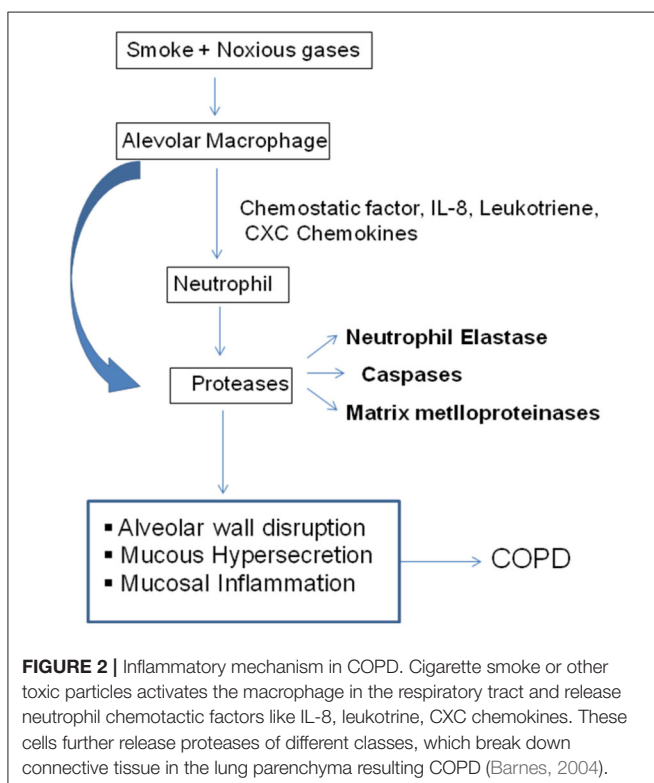 Smoke + Noxious gases
Alevolar Macrophage
Chemostatic factor, IL-8, Leukotriene,
CXC Chemokines
Neutrophil
Neutrophil Elastase
Proteases
Caspases
Matrix metlloproteinases
▪ Alveolar wall disruption
▪ Mucous Hypersecretion
▪ Mucosal Inflammation
COPD
FIGURE 2 | Inflammatory mechanism in COPD. Cigarette smoke or other
toxic particles activates the macrophage in the respiratory tract and release
neutrophil chemotactic factors like IL-8, leukotrine, CXC chemokines. These
cells further release proteases of different classes, which break down
connective tissue in the lung parenchyma resulting COPD (Barnes, 2004).